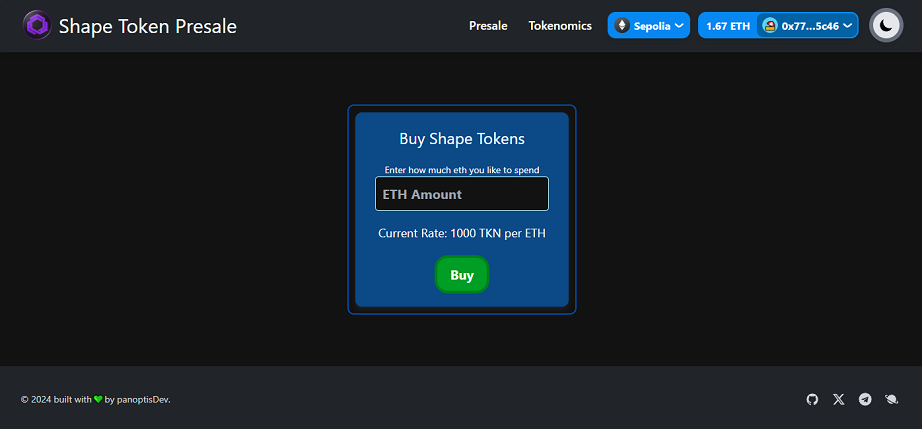 Shape Token Presale
Presale
Tokenomics
Sepolia
1.67 ETH
0x77...5c46
Buy Shape Tokens
Enter how much eth you like to spend
ETH Amount
Current Rate: 1000 TKN per ETH
Buy
© 2024 built with 💚 by panoptisDev.